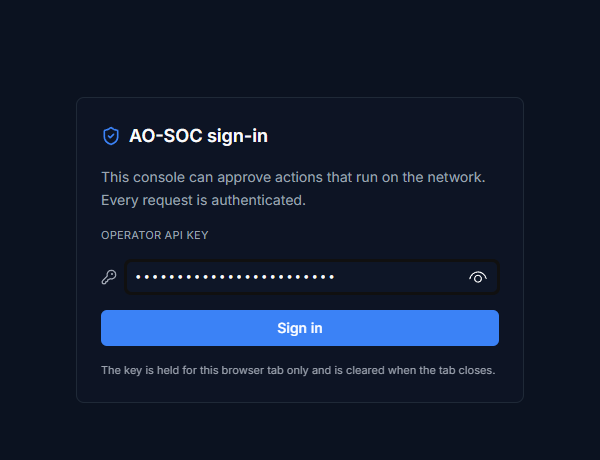 AO-SOC sign-in
This console can approve actions that run on the network.
Every request is authenticated.
OPERATOR API KEY
••••••••••••••••••••••••
Sign in
The key is held for this browser tab only and is cleared when the tab closes.